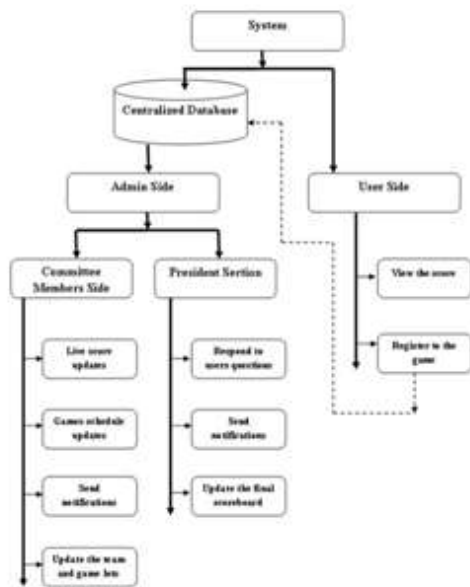 System
Centralized Database
Admin Side
User Side
Committee
Members Side
President Section
View the score
Live score
updates
Respond to
users questions
Register to the
game
Games schedule
updates
Send
notifications
Send
notifications
Update the final
scoreboard
Update the team
and game lets